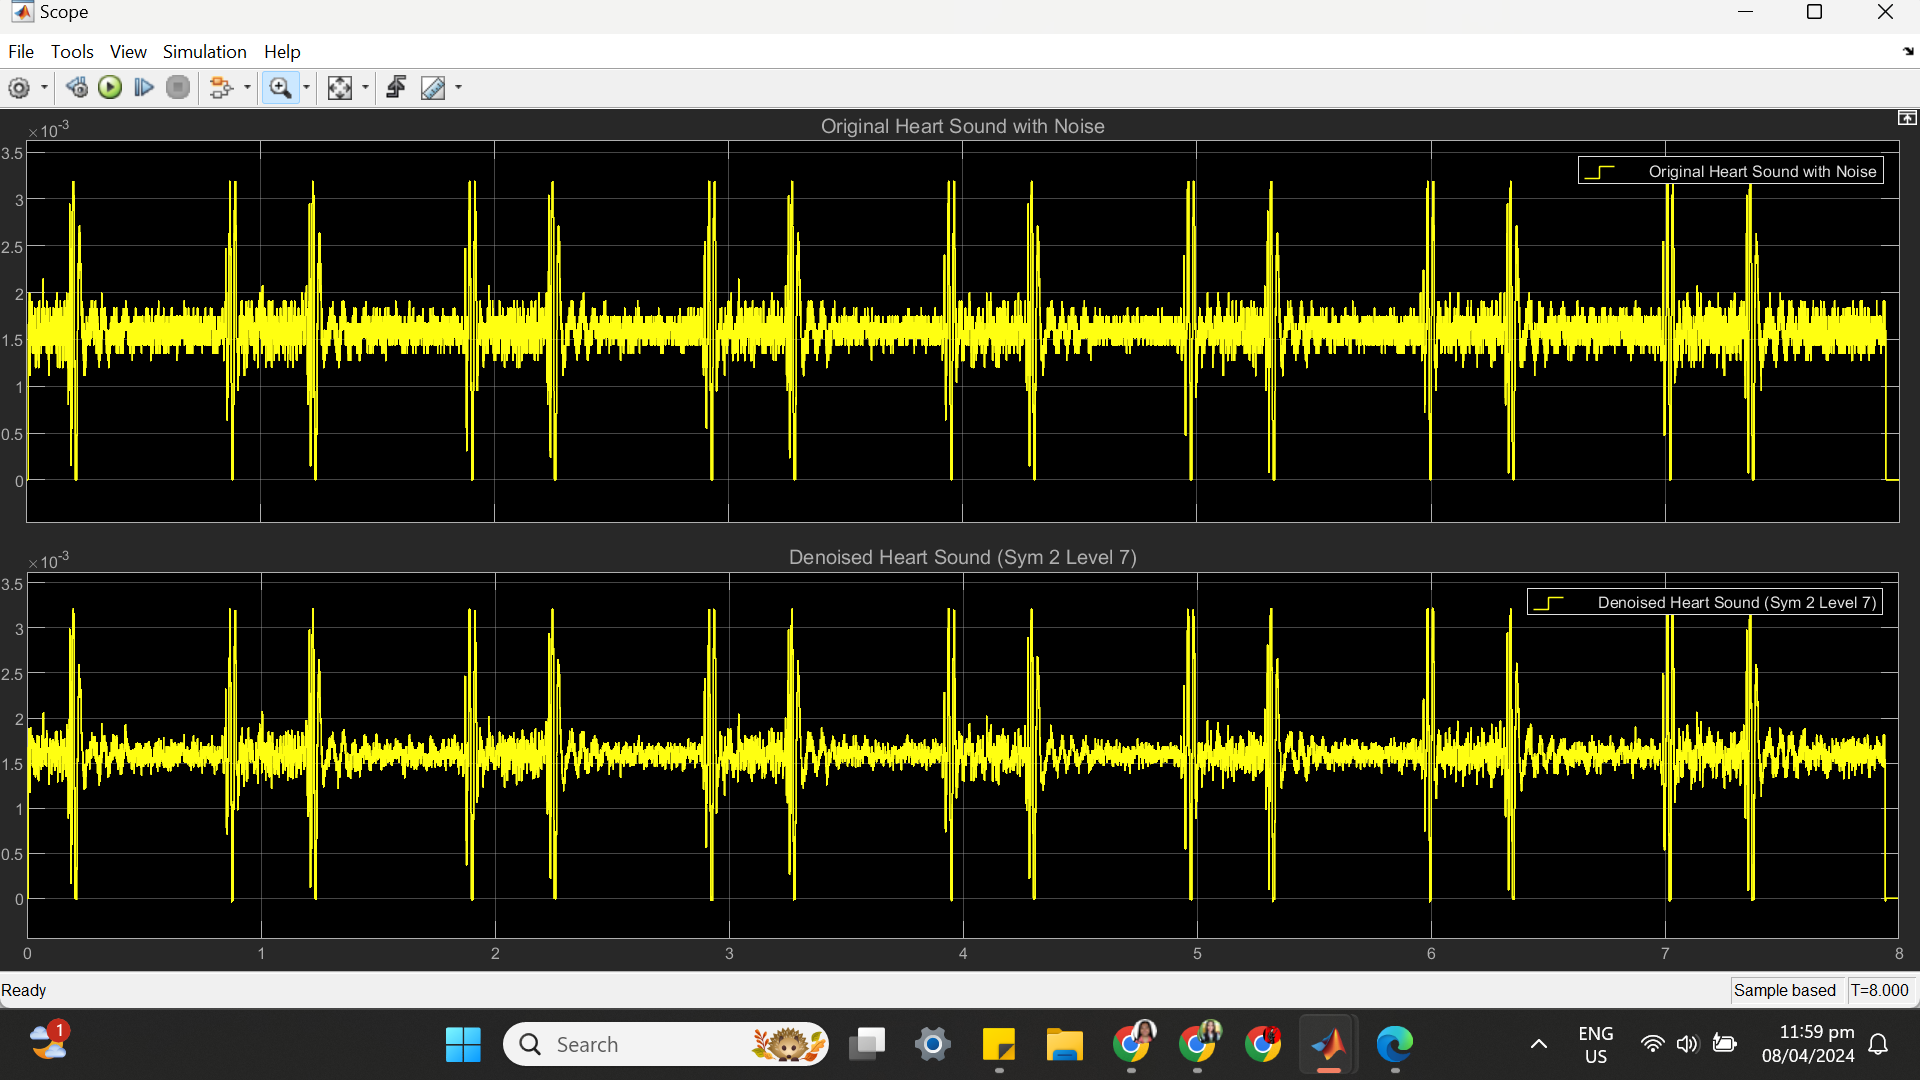 Scope
File Tools View Simulation Help
×10-3
Original Heart Sound with Noise
3.5
3
2.5
2
1.5
1
0.5
0
Original Heart Sound with Noise
×10-3
Denoised Heart Sound (Sym 2 Level 7)
3.5
3
2.5
2
1.5
1
0.5
0
Denoised Heart Sound (Sym 2 Level 7)
0 1 2 3 4 5 6 7 8
Ready
Sample based T=8.000
1
Search
ENG
US
11:59 pm
08/04/2024